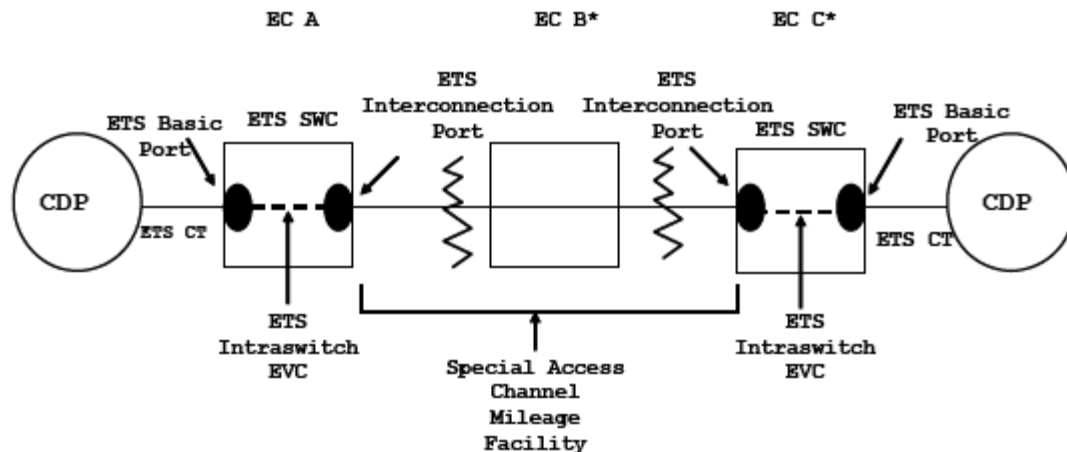 EC A
EC B*
EC C*
ETS
Interconnection
Port
ETS
Interconnection
Port
ETS Basic
Port
ETS SWC
ETS SWC
ETS Basic
Port
CDP
CDP
ETS CT
ETS CT
ETS
Intraswitch
EVC
ETS
Intraswitch
EVC
Special Access
Channel
Mileage
Facility